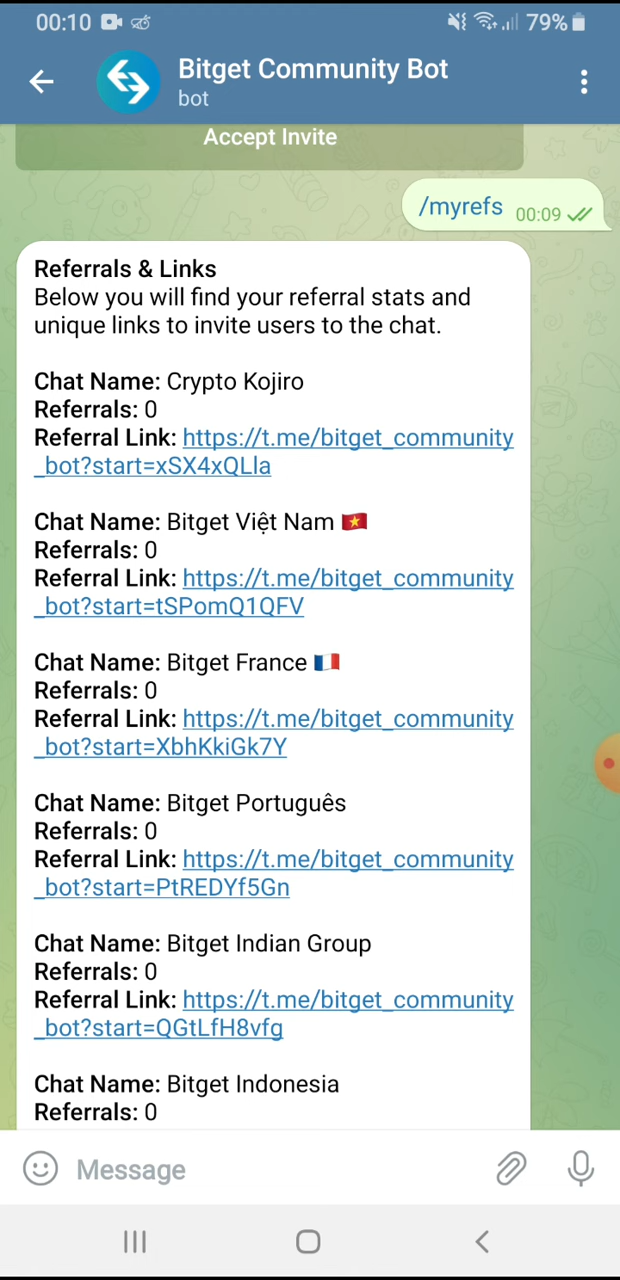 00:10
79%
Bitget Community Bot
bot
Accept Invite
/myrefs 00:09
Referrals & Links
Below you will find your referral stats and
unique links to invite users to the chat.
Chat Name: Crypto Kojiro
Referrals: 0
Referral Link: https://t.me/bitget_community
_bot?start=xSX4xQLla
Chat Name: Bitget Việt Nam 🇻🇳
Referrals: 0
Referral Link: https://t.me/bitget_community
_bot?start=tSPomQ1QFV
Chat Name: Bitget France 🇫🇷
Referrals: 0
Referral Link: https://t.me/bitget_community
_bot?start=XbhKkiGk7Y
Chat Name: Bitget Português
Referrals: 0
Referral Link: https://t.me/bitget_community
_bot?start=PtREDYf5Gn
Chat Name: Bitget Indian Group
Referrals: 0
Referral Link: https://t.me/bitget_community
_bot?start=QGtLfH8vfg
Chat Name: Bitget Indonesia
Referrals: 0
Message